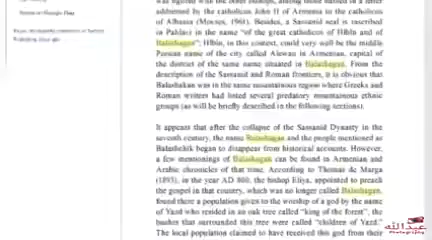 was signed with the other bishops, among those named in a letter
addressed by the catholicos John II of Armenia to the catholicos
of Albania (Movses, 1961). Besides, a Sassanid seal is inscribed
in Pahlavi in the name "of the great catholicos of Hlbin and of
Balashagan"; Hlbin, in this context, could very well be the middle
Persian name of the city called Alewan in Armenian, capital of
the district of the same name situated in Balashagan. From the
description of the Sassanid and Roman frontiers, it is obvious that
Balashakan was in the same mountainous region where Greeks and
Roman writers had listed several predatory mountainous ethnic
groups (as will be briefly described in the following sections).
It appears that after the collapse of the Sassanid Dynasty in the
seventh century, the name Balashagan and the people mentioned as
began to disappear from historical accounts. However,
a few mentionings of Balashagan can be found in Armenian and
Arabic chronicles of that time. According to Thomas de Marga
(1893), in the year AD 800, the bishop Eliya, appointed to preach
the gospel in that country, which was no longer called Balashagan,
found there a population given to the worship of a god by the name
of Yazd who resided in an oak tree called "king of the forest", the
bushes that surrounded this tree were called "children of Yazd."
The local population claimed to have received this god from their
عبدالله
Photography